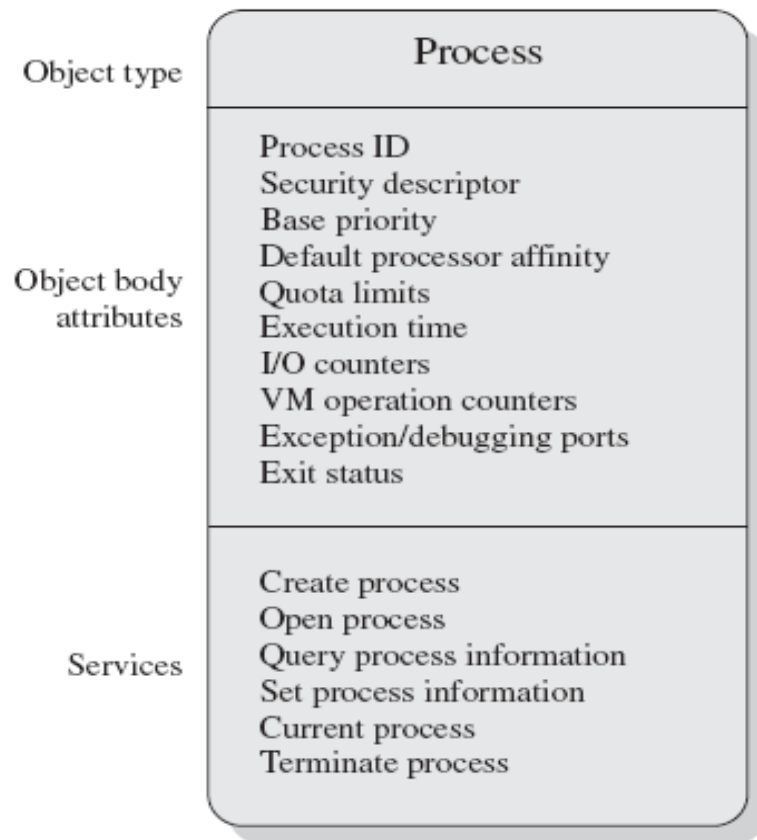 Object type
Process
Object body
attributes
Process ID
Security descriptor
Base priority
Default processor affinity
Quota limits
Execution time
I/O counters
VM operation counters
Exception/debugging ports
Exit status
Services
Create process
Open process
Query process information
Set process information
Current process
Terminate process